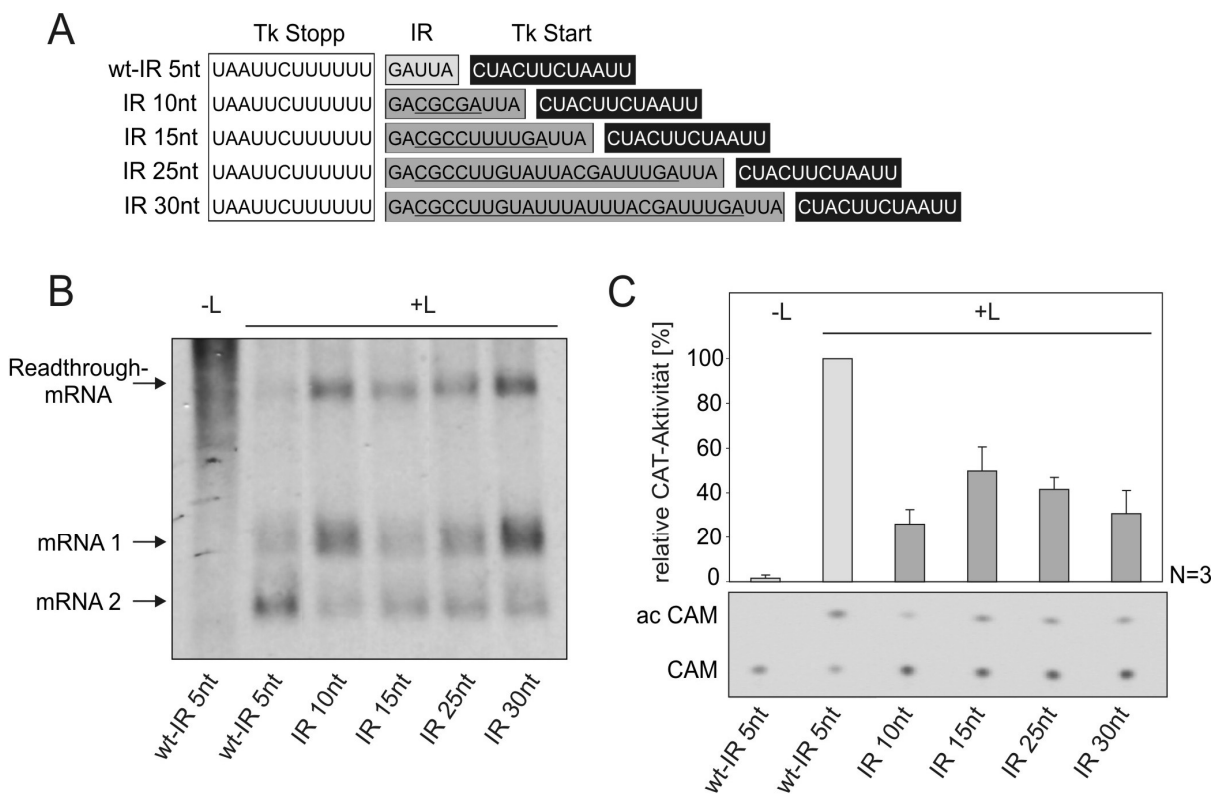 A
Tk Stopp IR Tk Start
wt-IR 5nt UAAUUCUUUUUU GAUUA CUACUUCUAAUU
IR 10nt UAAUUCUUUUUU GACGCGAUUA CUACUUCUAAUU
IR 15nt UAAUUCUUUUUU GACGCCUUUUGAUUA CUACUUCUAAUU
IR 25nt UAAUUCUUUUUU GACGCCUUGUAUUACGAUUUGAUUA CUACUUCUAAUU
IR 30nt UAAUUCUUUUUU GACGCCUUGUAUUUAUUUACGAUUUGAUUA CUACUUCUAAUU
B
-L +L
Readthrough-
mRNA
mRNA 1
mRNA 2
wt-IR 5nt wt-IR 5nt IR 10nt IR 15nt IR 25nt IR 30nt
C
-L +L
relative CAT-Aktivität [%]
100
80
60
40
20
0
N=3
ac CAM
CAM
wt-IR 5nt wt-IR 5nt IR 10nt IR 15nt IR 25nt IR 30nt